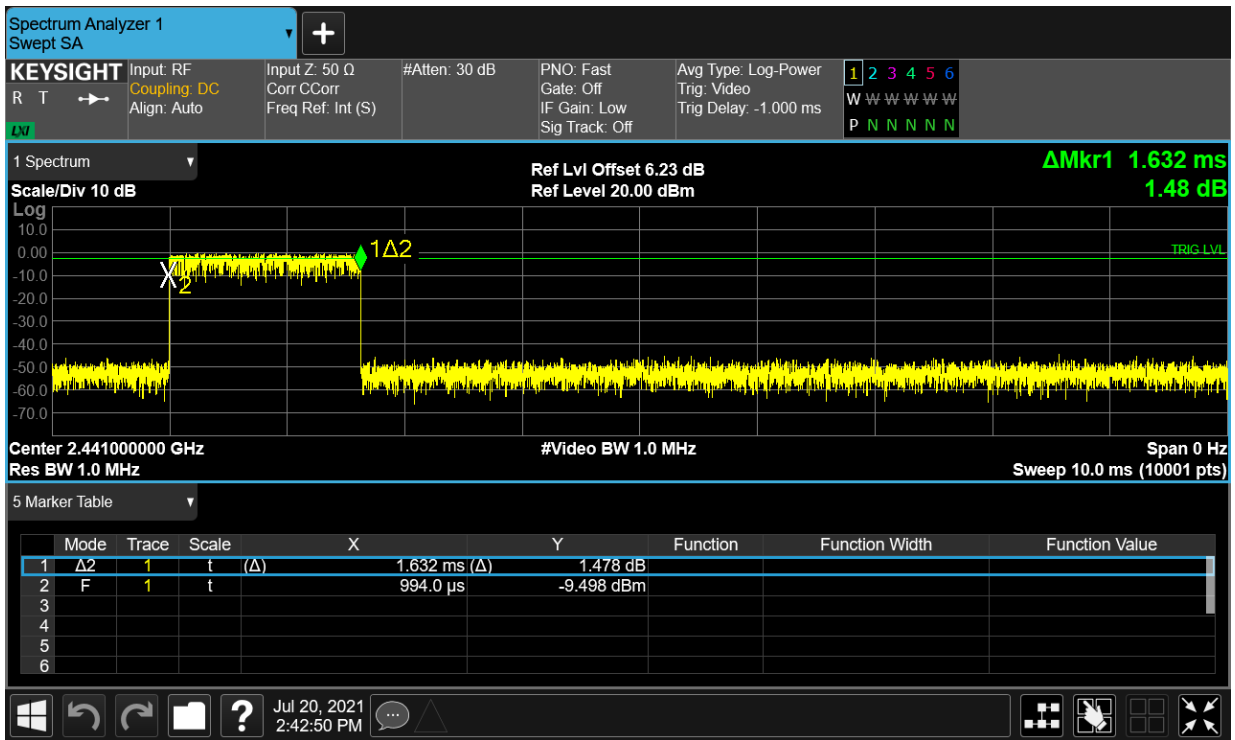 Spectrum Analyzer 1
Swept SA
KEYSIGHT
R T
LXI
Input: RF
Coupling: DC
Align: Auto
Input Z: 50 Ω
Corr CCorr
Freq Ref: Int (S)
#Atten: 30 dB
PNO: Fast
Gate: Off
IF Gain: Low
Sig Track: Off
Avg Type: Log-Power
Trig: Video
Trig Delay: -1.000 ms
1 2 3 4 5 6
W W W W W W
P N N N N N
1 Spectrum
Scale/Div 10 dB
Ref Lvl Offset 6.23 dB
Ref Level 20.00 dBm
ΔMkr1 1.632 ms
1.48 dB
Log
10.0
0.00
-10.0
-20.0
-30.0
-40.0
-50.0
-60.0
-70.0
1Δ2
2
TRIG LVL
Center 2.441000000 GHz
#Video BW 1.0 MHz
Span 0 Hz
Res BW 1.0 MHz
Sweep 10.0 ms (10001 pts)
5 Marker Table
Mode Trace Scale X Y Function Function Width Function Value
1 Δ2 1 t (Δ) 1.632 ms (Δ) 1.478 dB
2 F 1 t 994.0 µs -9.498 dBm
3
4
5
6
?
Jul 20, 2021
2:42:50 PM